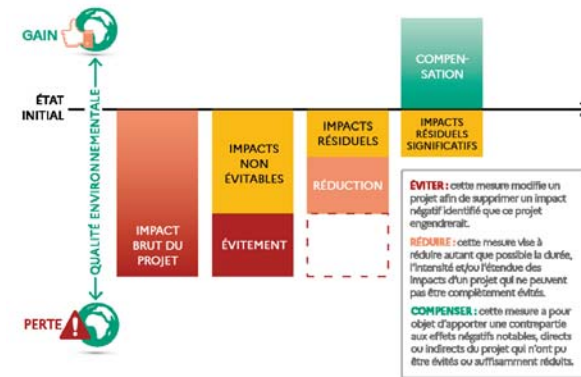 GAIN
QUALITÉ ENVIRONNEMENTALE
ÉTAT
INITIAL
PERTE
IMPACT
BRUT DU
PROJET
IMPACTS
NON
ÉVITABLES
ÉVITEMENT
IMPACTS
RÉSIDUELS
RÉDUCTION
COMPEN-
SATION
IMPACTS
RÉSIDUELS
SIGNIFICATIFS
ÉVITER : cette mesure modifie un
projet afin de supprimer un impact
négatif identifié que ce projet
engendrerait.
RÉDUIRE : cette mesure vise à
réduire autant que possible la durée,
l'intensité et/ou l'étendue des
impacts d'un projet qui ne peuvent
pas être complètement évités.
COMPENSER : cette mesure a pour
objet d'apporter une contrepartie
aux effets négatifs notables, directs
ou indirects du projet qui n'ont pu
être évités ou suffisamment réduits.